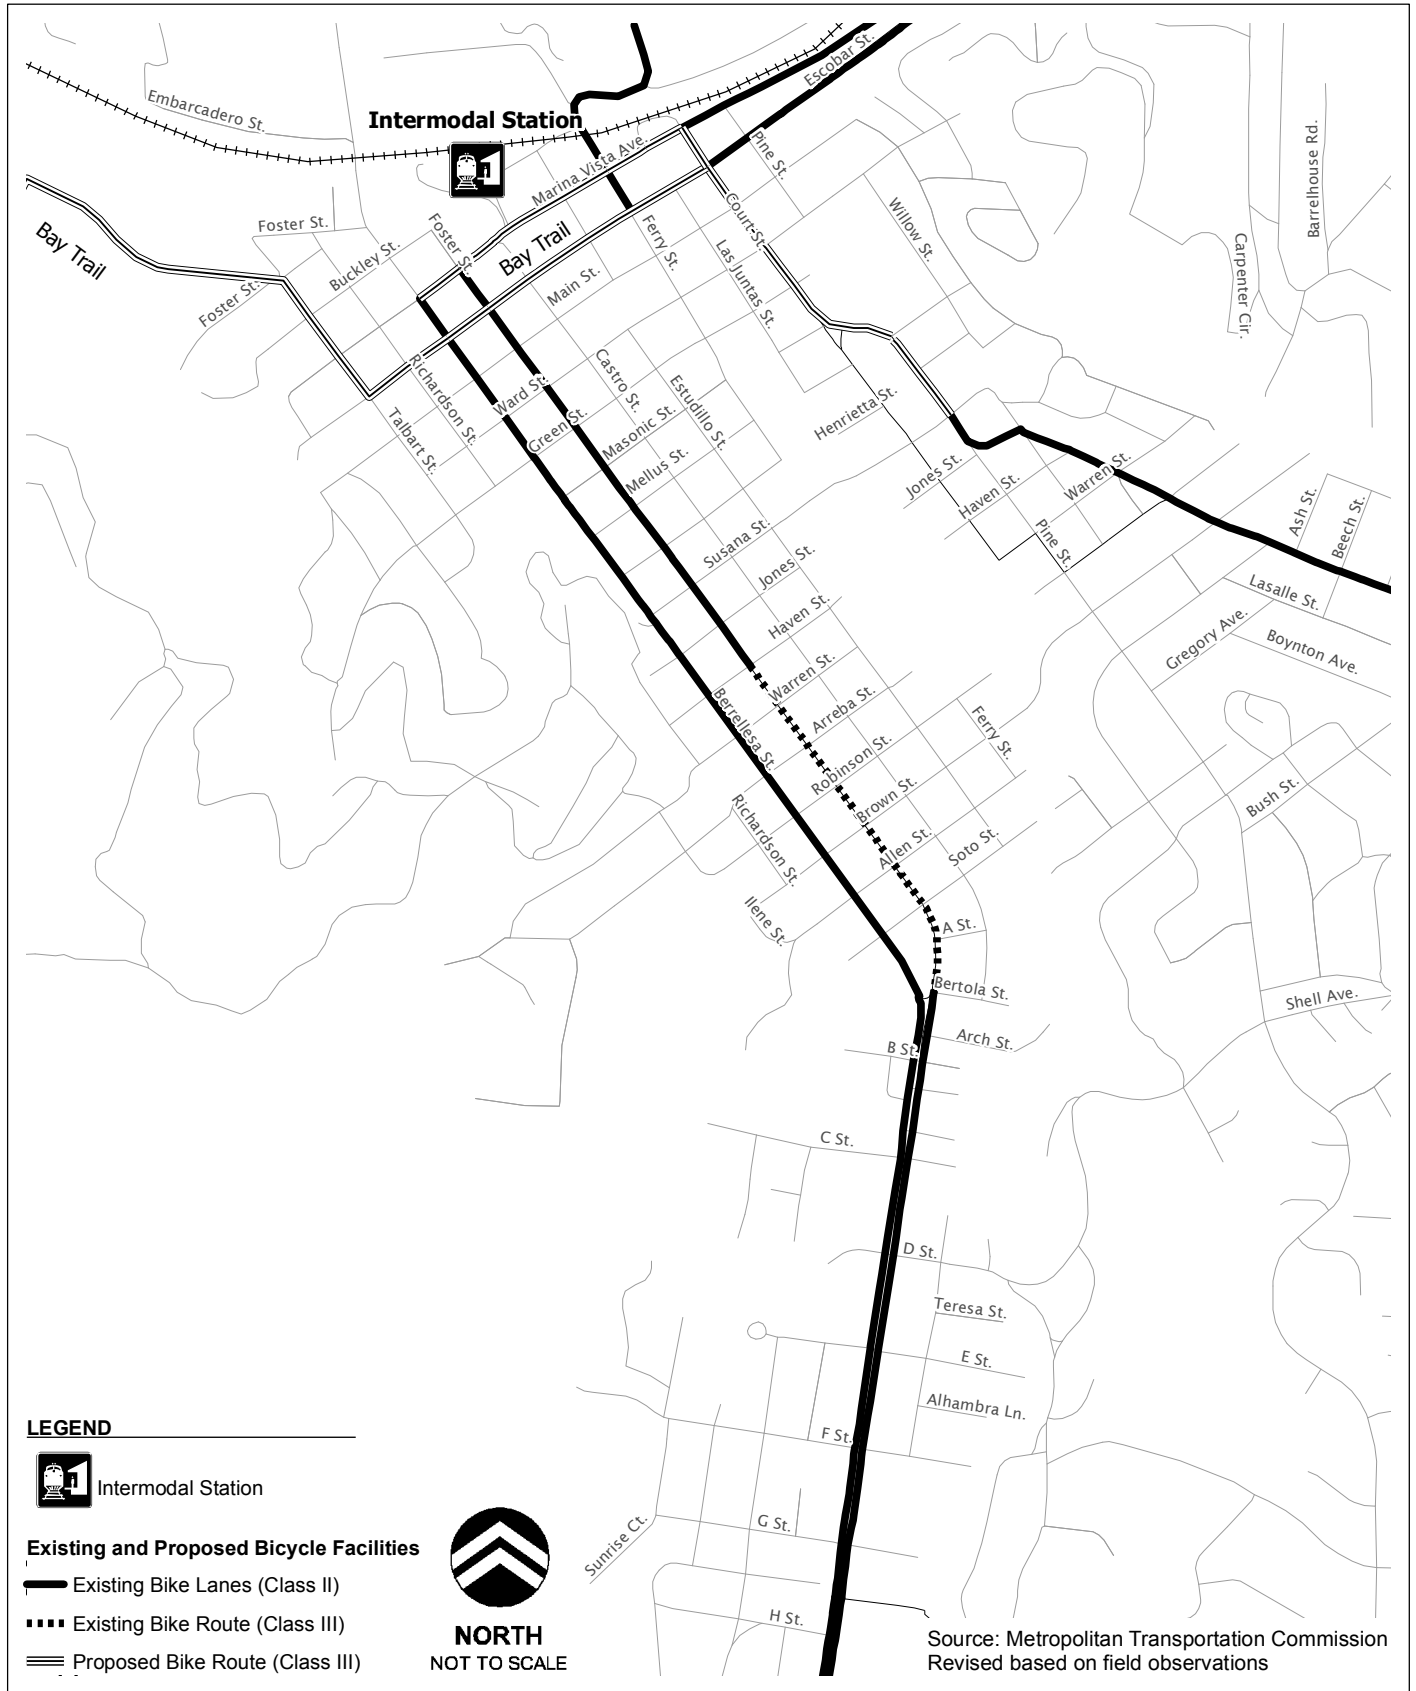 Escobar St.
Embarcadero St.
Intermodal Station
Pine St.
Marina Vista Ave.
Barrelhouse Rd.
Bay Trail
Foster St.
Buckley St.
Foster St.
Foster St.
Bay Trail
Ferry St.
Court St.
Las Juntas St.
Willow St.
Carpenter Cir.
Main St.
Richardson St.
Talbart St.
Ward St.
Green St.
Castro St.
Estudillo St.
Masonic St.
Mellus St.
Henrietta St.
Jones St.
Haven St.
Warren St.
Pine St.
Ash St.
Beech St.
Susana St.
Jones St.
Haven St.
Lasalle St.
Gregory Ave.
Boynton Ave.
Warren St.
Berrellesa St.
Arreba St.
Ferry St.
Robinson St.
Brown St.
Richardson St.
Allen St.
Soto St.
Bush St.
Ilene St.
A St.
Bertola St.
Shell Ave.
Arch St.
B St.
C St.
D St.
Teresa St.
E St.
Alhambra Ln.
F St.
G St.
Sunrise Ct.
H St.
LEGEND
Intermodal Station
Existing and Proposed Bicycle Facilities
Existing Bike Lanes (Class II)
Existing Bike Route (Class III)
Proposed Bike Route (Class III)
NORTH
NOT TO SCALE
Source: Metropolitan Transportation Commission
Revised based on field observations